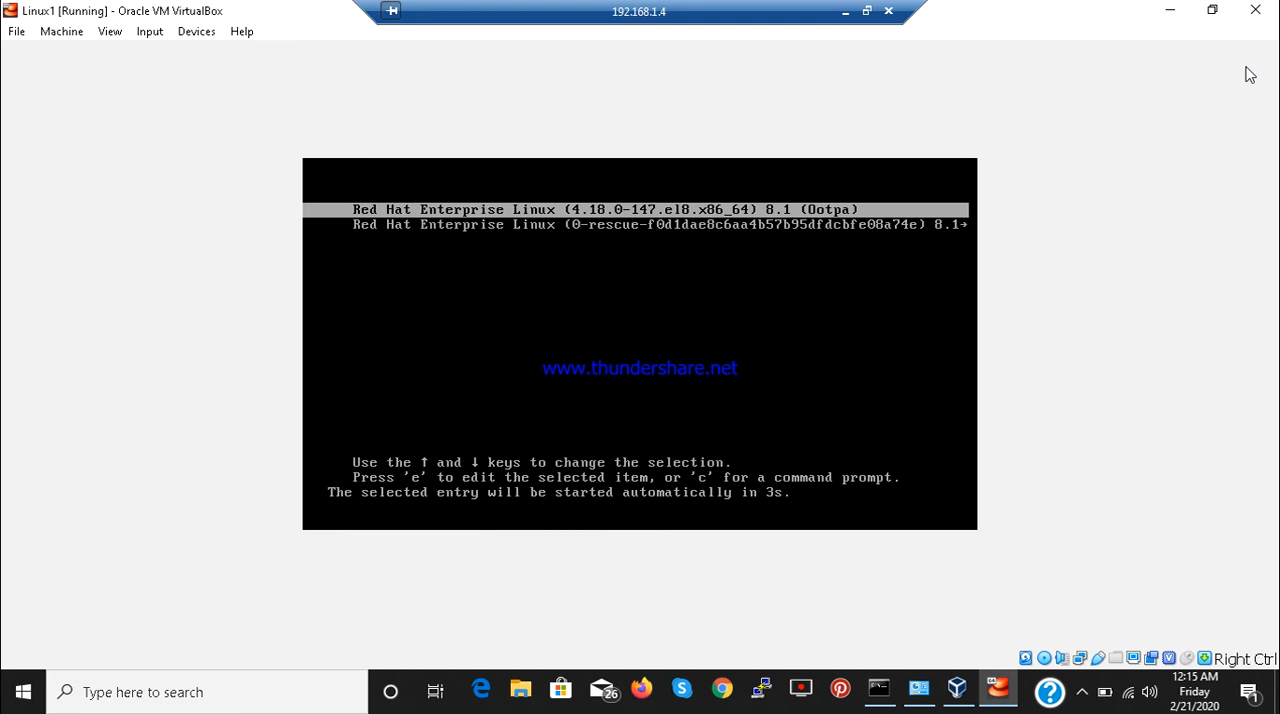 Linux1 [Running] - Oracle VM VirtualBox
192.168.1.4
File Machine View Input Devices Help
Red Hat Enterprise Linux (4.18.0-147.el8.x86_64) 8.1 (Ootpa)
Red Hat Enterprise Linux (0-rescue-f0d1dae8c6aa4b57b95dfdcbfe08a74e) 8.1→
www.thundershare.net
Use the ↑ and ↓ keys to change the selection.
Press 'e' to edit the selected item, or 'c' for a command prompt.
The selected entry will be started automatically in 3s.
Right Ctrl
Type here to search
26
12:15 AM
Friday
2/21/2020
1